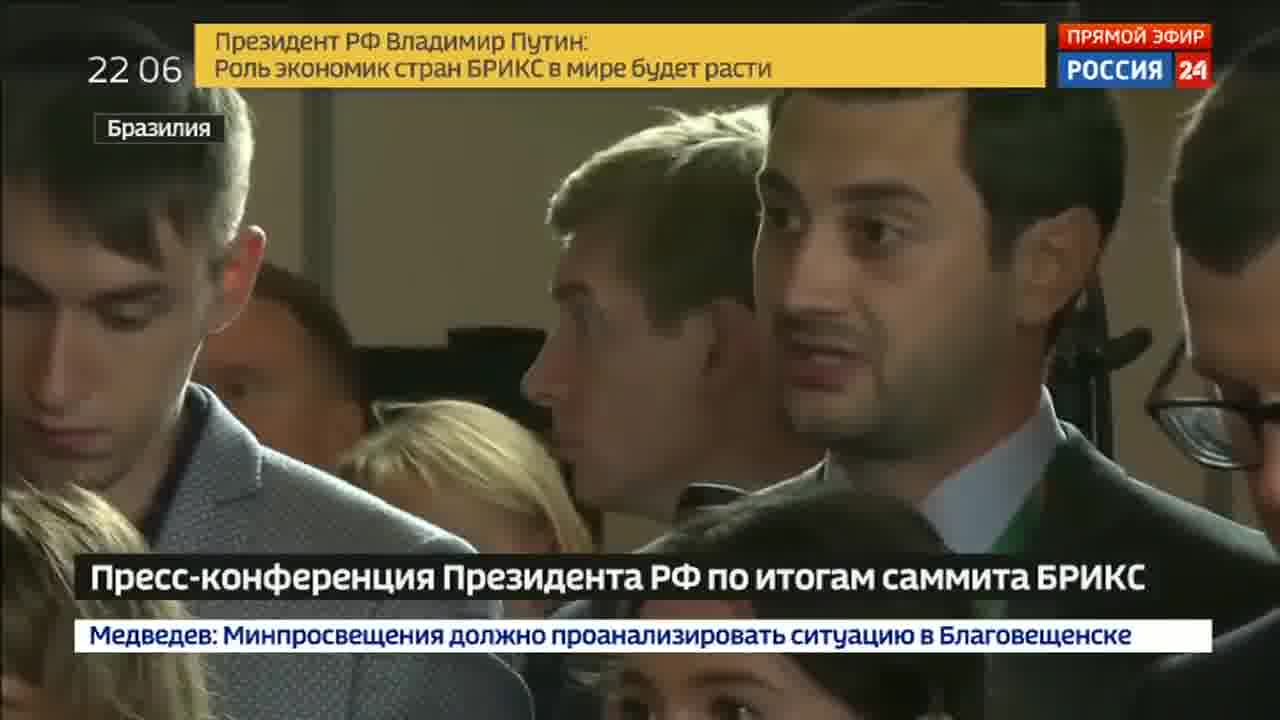 22 06
Президент РФ Владимир Путин:
Роль экономик стран БРИКС в мире будет расти
ПРЯМОЙ ЭФИР
РОССИЯ 24
Бразилия
Пресс-конференция Президента РФ по итогам саммита БРИКС
Медведев: Минпросвещения должно проанализировать ситуацию в Благовещенске